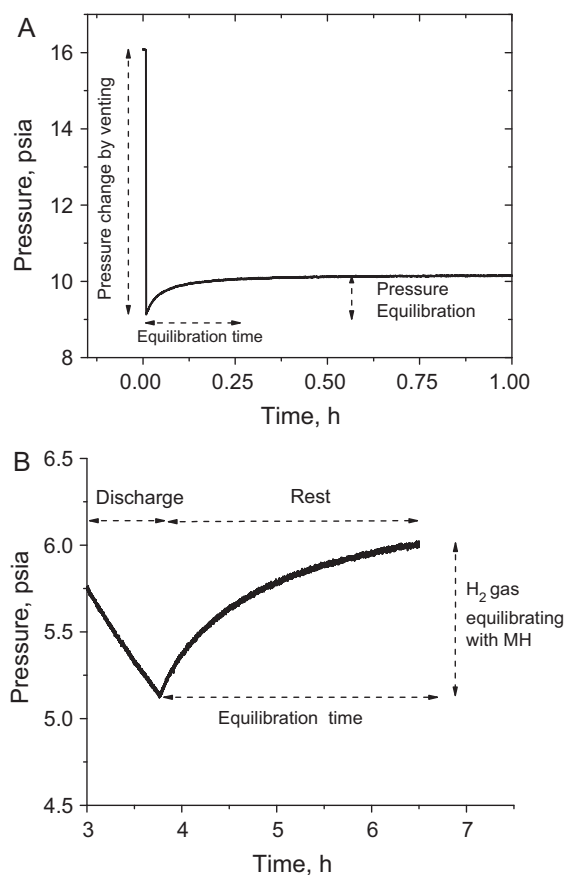 A
16
14
12
10
8
Pressure, psia
Pressure change by venting
Pressure
Equilibration
Equilibration time
0.00 0.25 0.50 0.75 1.00
Time, h
B
6.5
6.0
5.5
5.0
4.5
Pressure, psia
Discharge Rest
H2 gas
equilibrating
with MH
Equilibration time
3 4 5 6 7
Time, h